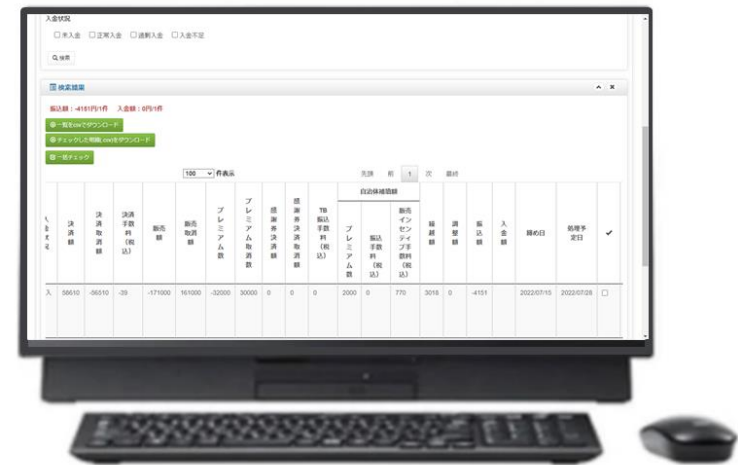 入金状況
未入金 正常入金 過剰入金 入金不足
検索
検索結果
振込額：-4161円/1件 入金額：0円/1件
一覧をcsvでダウンロード
チェックした明細(.csv)をダウンロード
一括チェック
100 件表示
先頭 前 1 次 最終
自治体補填額
決済額
決済取消額
決済手数料（税込）
販売額
販売取消額
プレミアム数
プレミアム取消数
感謝券決済額
感謝券決済取消額
TB振込手数料（税込）
プレミアム数
振込手数料（税込）
販売インセンティブ手数料（税込）
繰越額
調整額
振込額
入金額
締め日
処理予定日
入 58610 -56510 -39 -171000 161000 -32000 30000 0 0 0 2000 0 770 3018 0 -4151 2022/07/15 2022/07/28